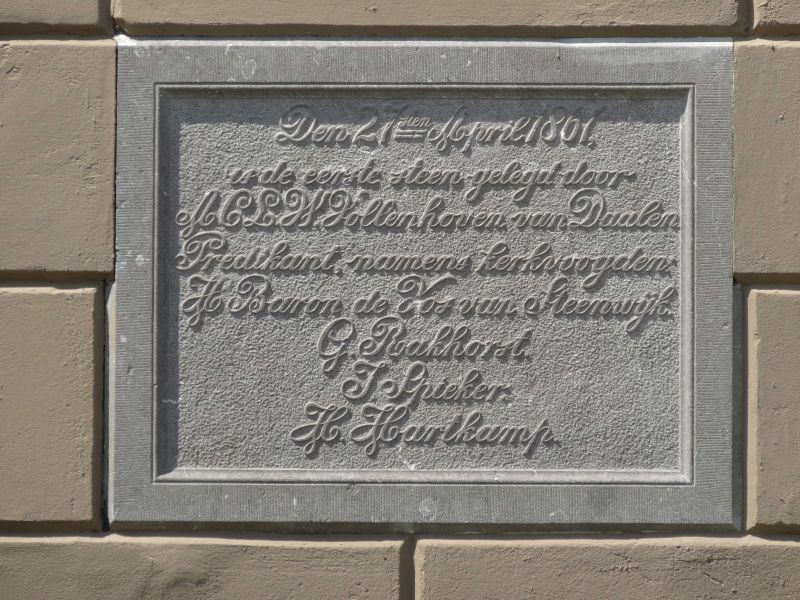 Den 27sten April 1861.
is de eerste steen gelegd door
A C L W Vollenhoven van Daalen
Predikant, namens kerkvoogden:
H Baron de Vos van Steenwijk.
G. Rakhorst.
J Spieker.
H. Hartkamp.